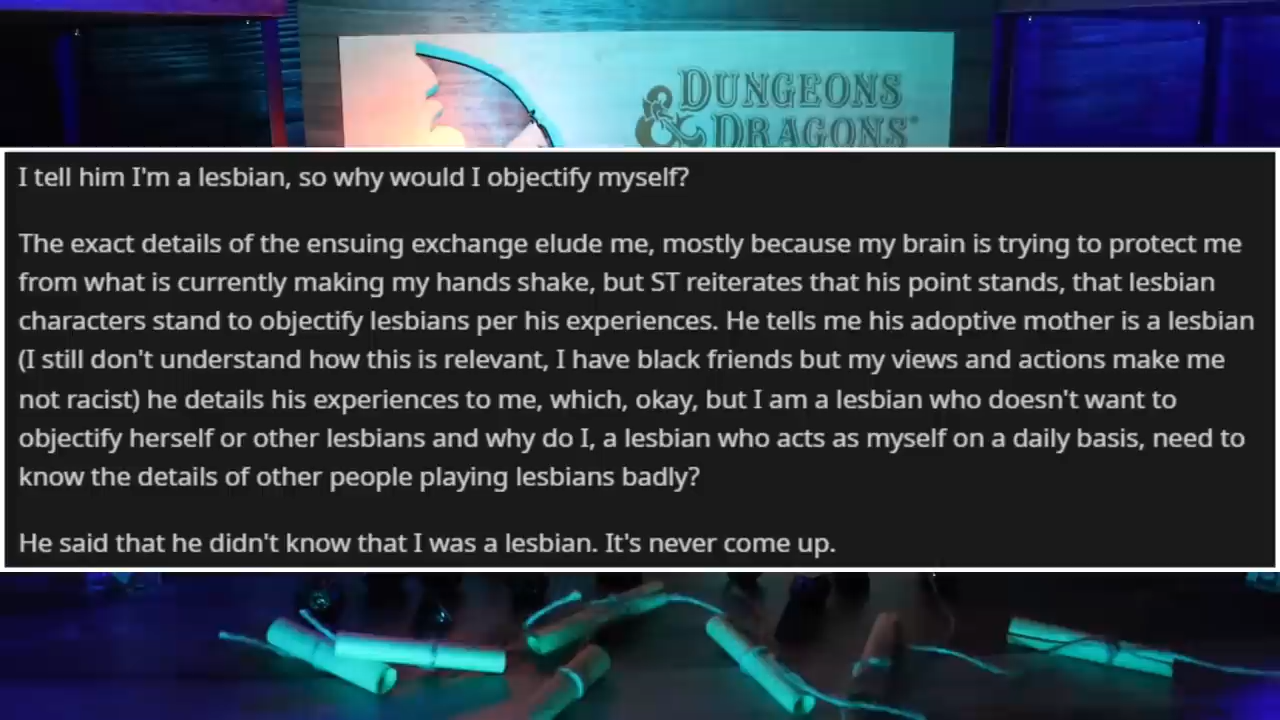 DUNGEONS
& DRAGONS
I tell him I'm a lesbian, so why would I objectify myself?
The exact details of the ensuing exchange elude me, mostly because my brain is trying to protect me
from what is currently making my hands shake, but ST reiterates that his point stands, that lesbian
characters stand to objectify lesbians per his experiences. He tells me his adoptive mother is a lesbian
(I still don't understand how this is relevant, I have black friends but my views and actions make me
not racist) he details his experiences to me, which, okay, but I am a lesbian who doesn't want to
objectify herself or other lesbians and why do I, a lesbian who acts as myself on a daily basis, need to
know the details of other people playing lesbians badly?
He said that he didn't know that I was a lesbian. It's never come up.